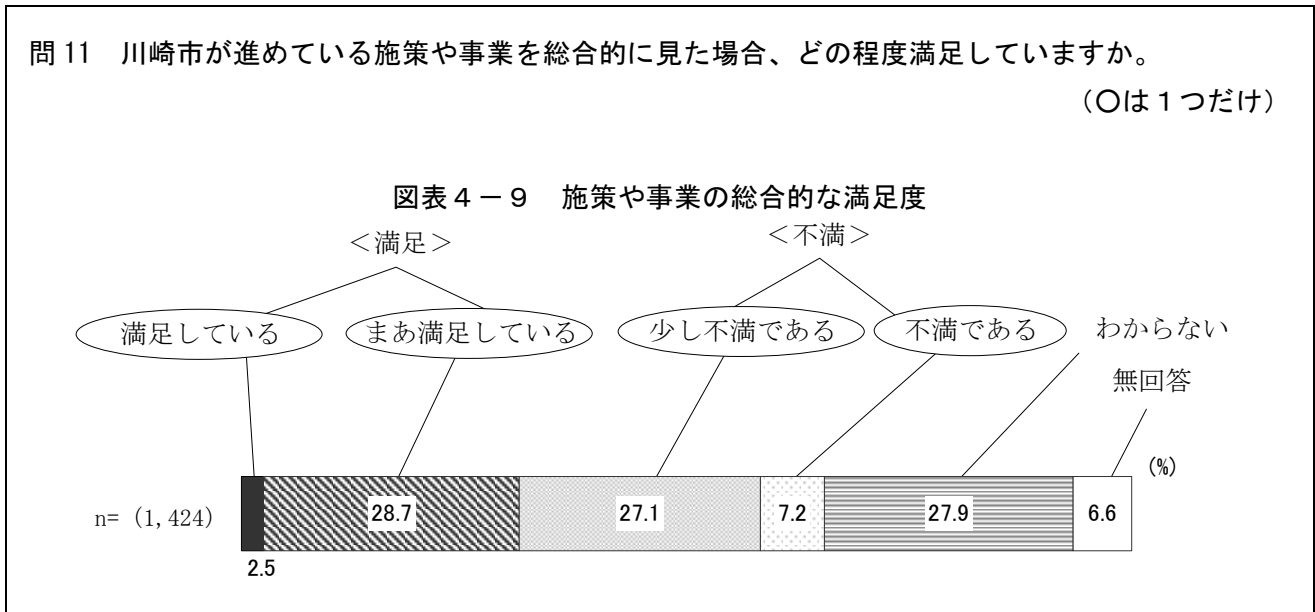 問 11　川崎市が進めている施策や事業を総合的に見た場合、どの程度満足していますか。
（○は１つだけ）
図表４－９　施策や事業の総合的な満足度
＜満足＞　＜不満＞
満足している　まあ満足している　少し不満である　不満である　わからない
無回答
(%)
n= (1,424)　28.7　27.1　7.2　27.9　6.6
2.5